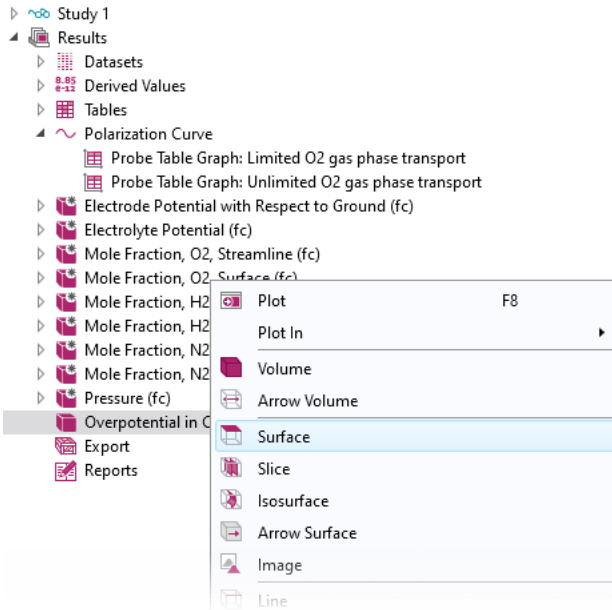 Study 1
Results
Datasets
8.85
e-12 Derived Values
Tables
Polarization Curve
Probe Table Graph: Limited O2 gas phase transport
Probe Table Graph: Unlimited O2 gas phase transport
Electrode Potential with Respect to Ground (fc)
Electrolyte Potential (fc)
Mole Fraction, O2, Streamline (fc)
Mole Fraction, O2, Surface (fc)
Mole Fraction, H2
Mole Fraction, H2
Mole Fraction, N2
Mole Fraction, N2
Pressure (fc)
Overpotential in
Export
Reports
Plot F8
Plot In
Volume
Arrow Volume
Surface
Slice
Isosurface
Arrow Surface
Image
Line